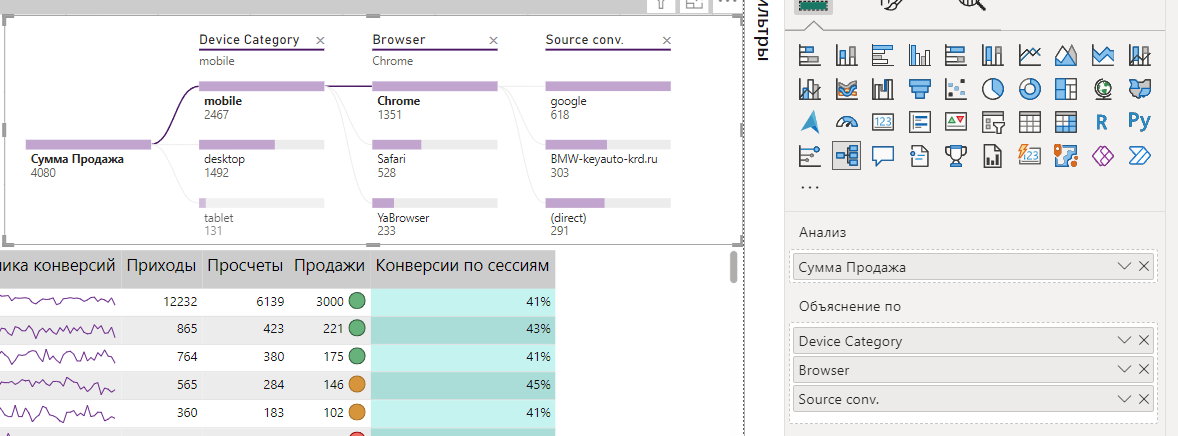 Device Category ×
Browser ×
Source conv. ×
mobile
Chrome
mobile
2467
Chrome
1351
google
618
Сумма Продажа
4080
desktop
1492
Safari
528
BMW-keyauto-krd.ru
303
tablet
131
YaBrowser
233
(direct)
291
ика конверсий Приходы Просчеты Продажи Конверсии по сессиям
12232 6139 3000 41%
865 423 221 43%
764 380 175 41%
565 284 146 45%
360 183 102 41%
ильтры
123
R Py
123
...
Анализ
Сумма Продажа
Объяснение по
Device Category
Browser
Source conv.